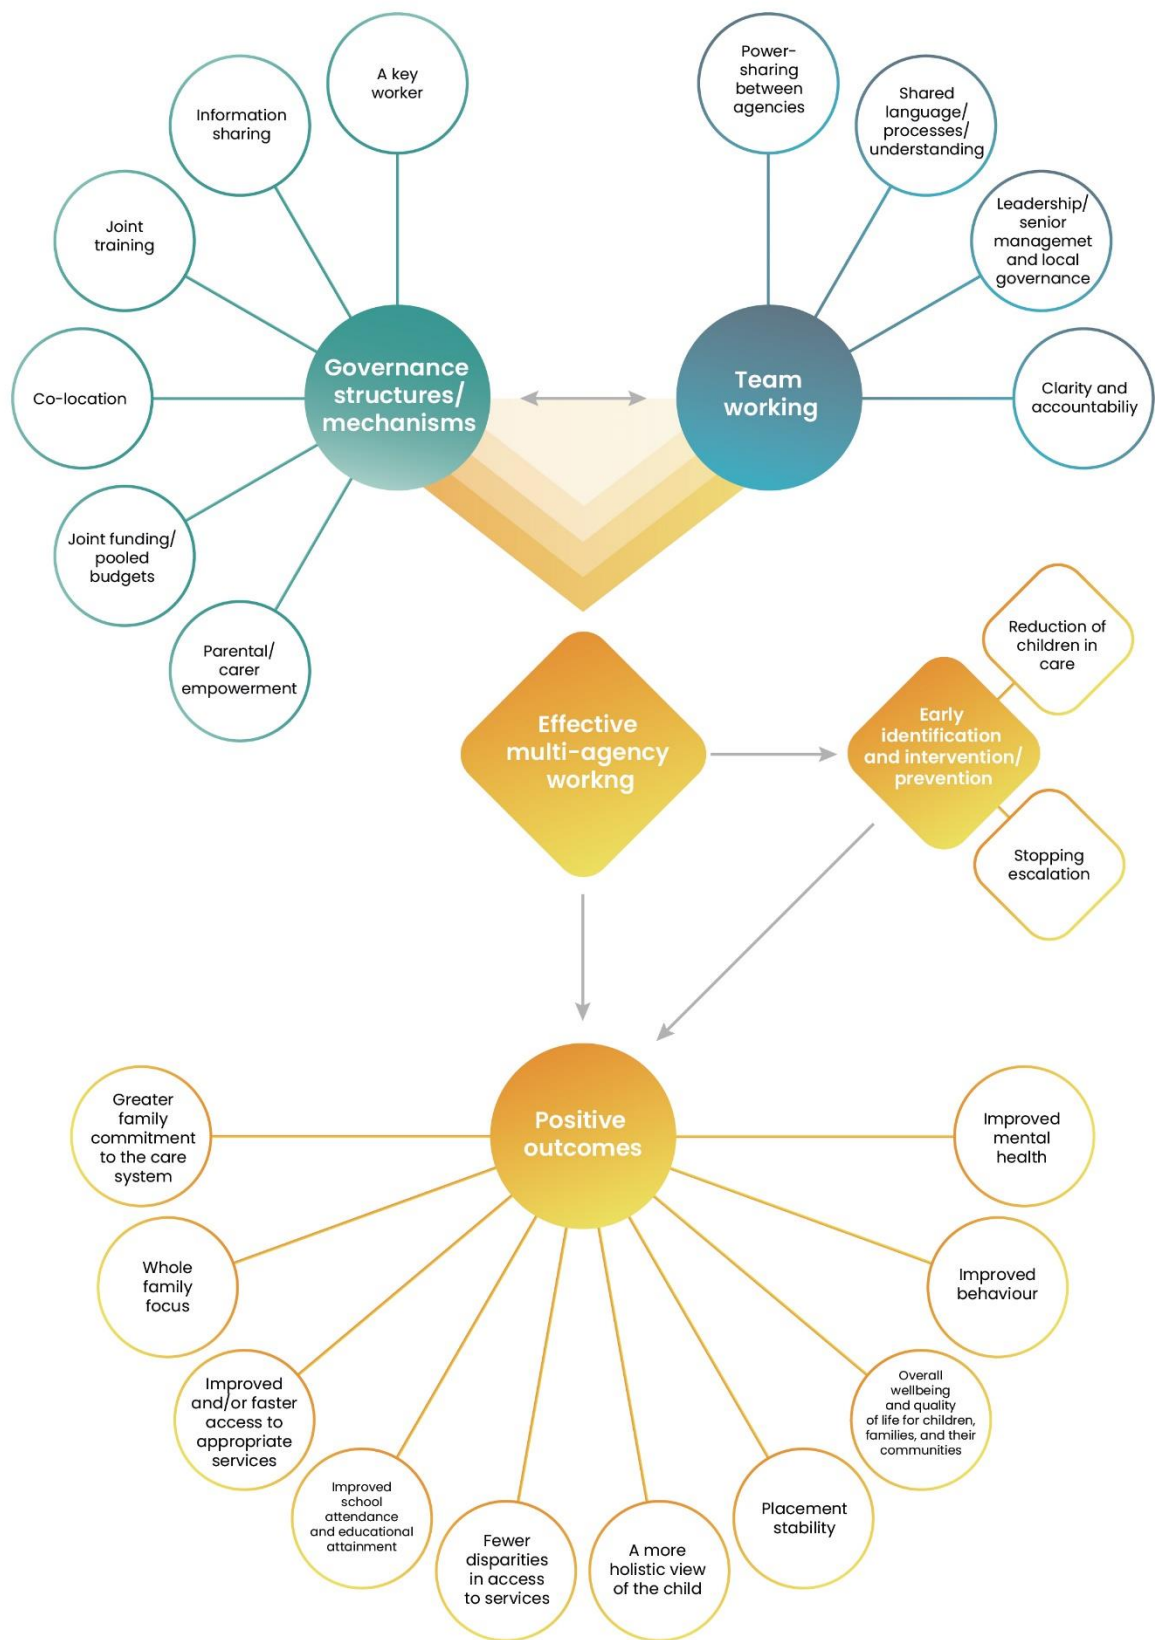 A key
worker
Information
sharing
Joint
training
Co-location
Joint funding/
pooled
budgets
Parental/
carer
empowerment
Governance
structures/
mechanisms
Power-
sharing
between
agencies
Shared
language/
processes/
understanding
Leadership/
senior
managemet
and local
governance
Clarity and
accountabiliy
Team
working
Effective
multi-agency
workng
Early
identification
and intervention/
prevention
Reduction of
children in
care
Stopping
escalation
Positive
outcomes
Greater
family
commitment
to the care
system
Whole
family
focus
Improved
and/or faster
access to
appropriate
services
Improved
school
attendance
and educational
attainment
Fewer
disparities
in access
to services
A more
holistic view
of the child
Placement
stability
Overall
wellbeing
and quality
of life for children,
families, and their
communities
Improved
behaviour
Improved
mental
health